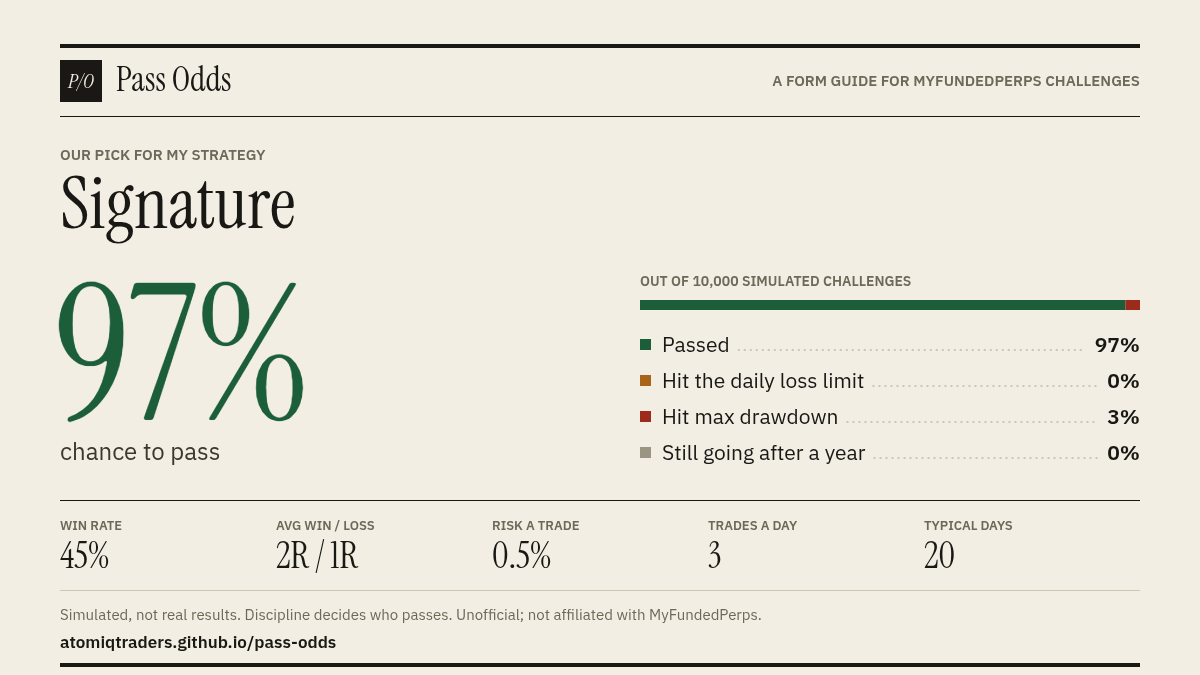 P/O Pass Odds
A FORM GUIDE FOR MYFUNDEDPERPS CHALLENGES
OUR PICK FOR MY STRATEGY
Signature
97%
chance to pass
OUT OF 10,000 SIMULATED CHALLENGES
Passed 97%
Hit the daily loss limit 0%
Hit max drawdown 3%
Still going after a year 0%
WIN RATE
45%
AVG WIN / LOSS
2R / 1R
RISK A TRADE
0.5%
TRADES A DAY
3
TYPICAL DAYS
20
Simulated, not real results. Discipline decides who passes. Unofficial; not affiliated with MyFundedPerps.
atomiqtraders.github.io/pass-odds